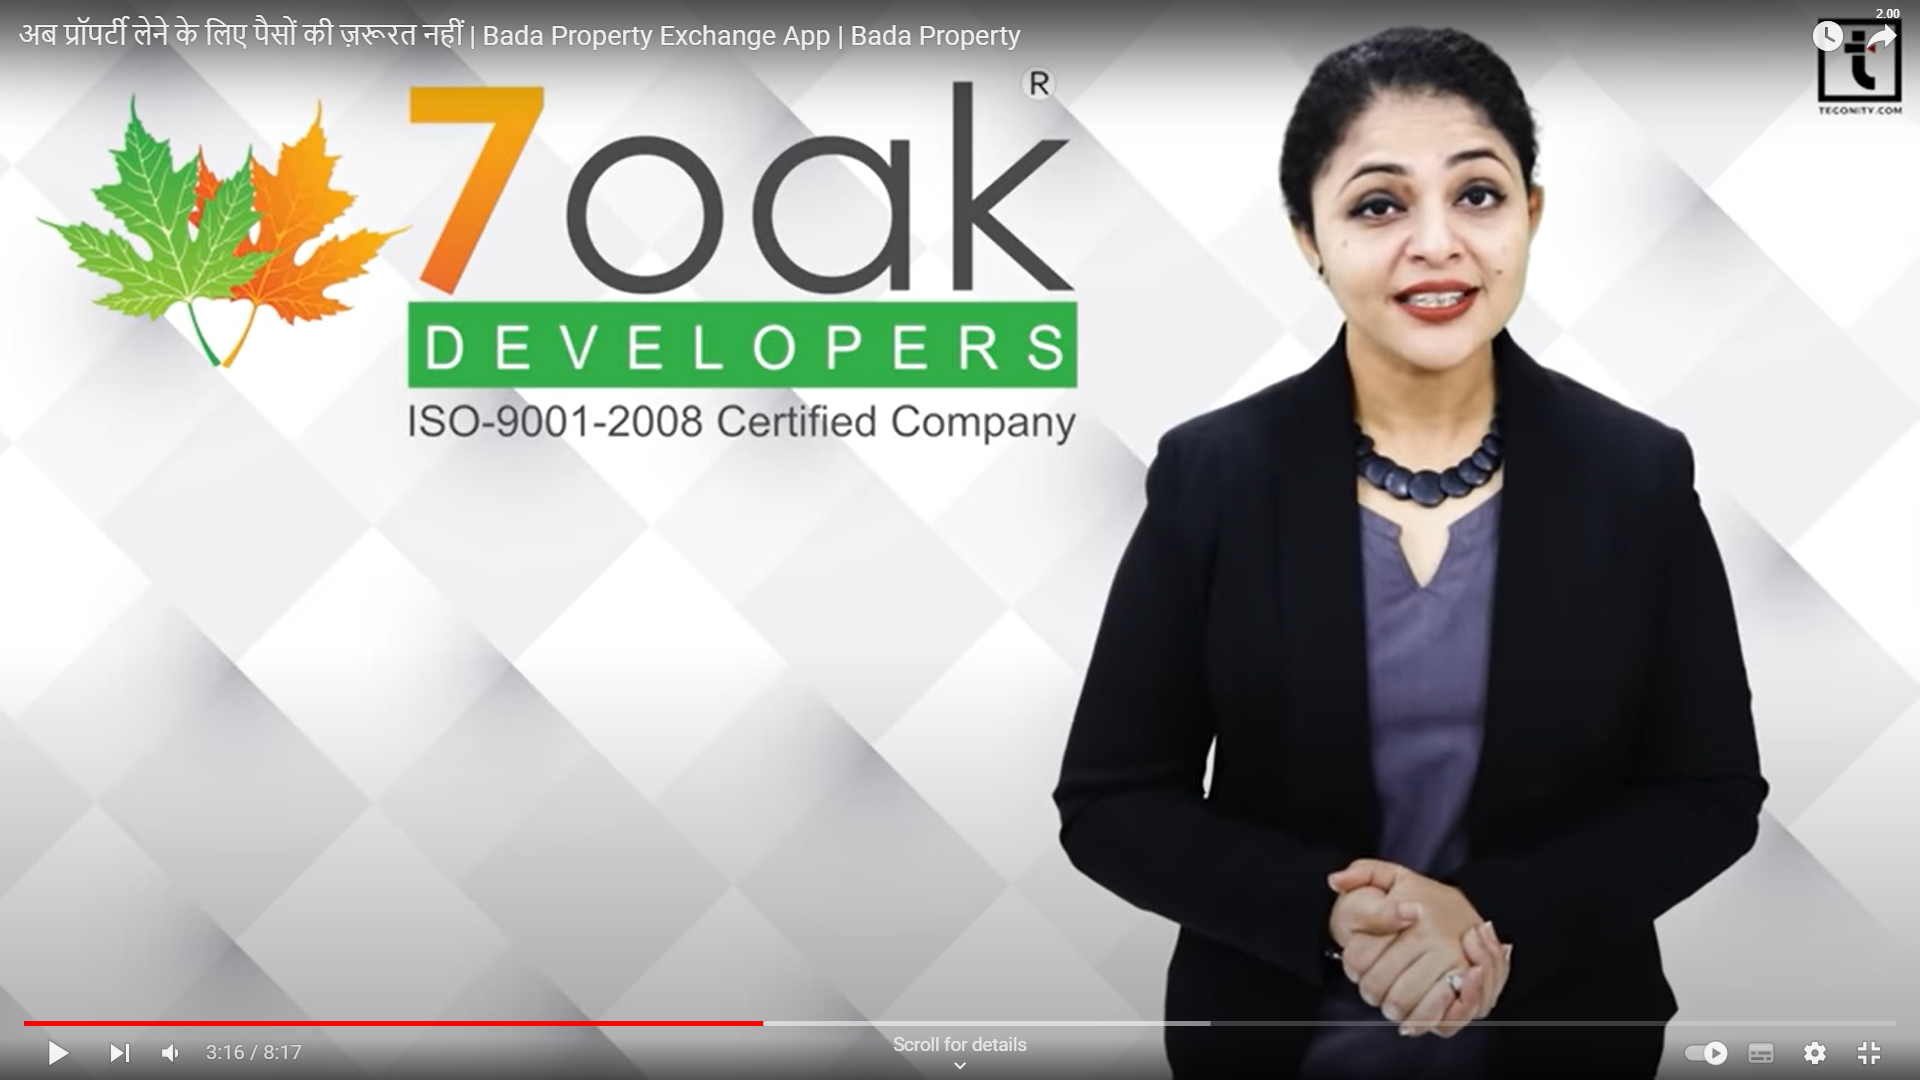 अब प्रॉपर्टी लेने के लिए पैसों की ज़रूरत नहीं | Bada Property Exchange App | Bada Property
2.00
TECONITY.COM
7oak ®
DEVELOPERS
ISO-9001-2008 Certified Company
Scroll for details
3:16 / 8:17